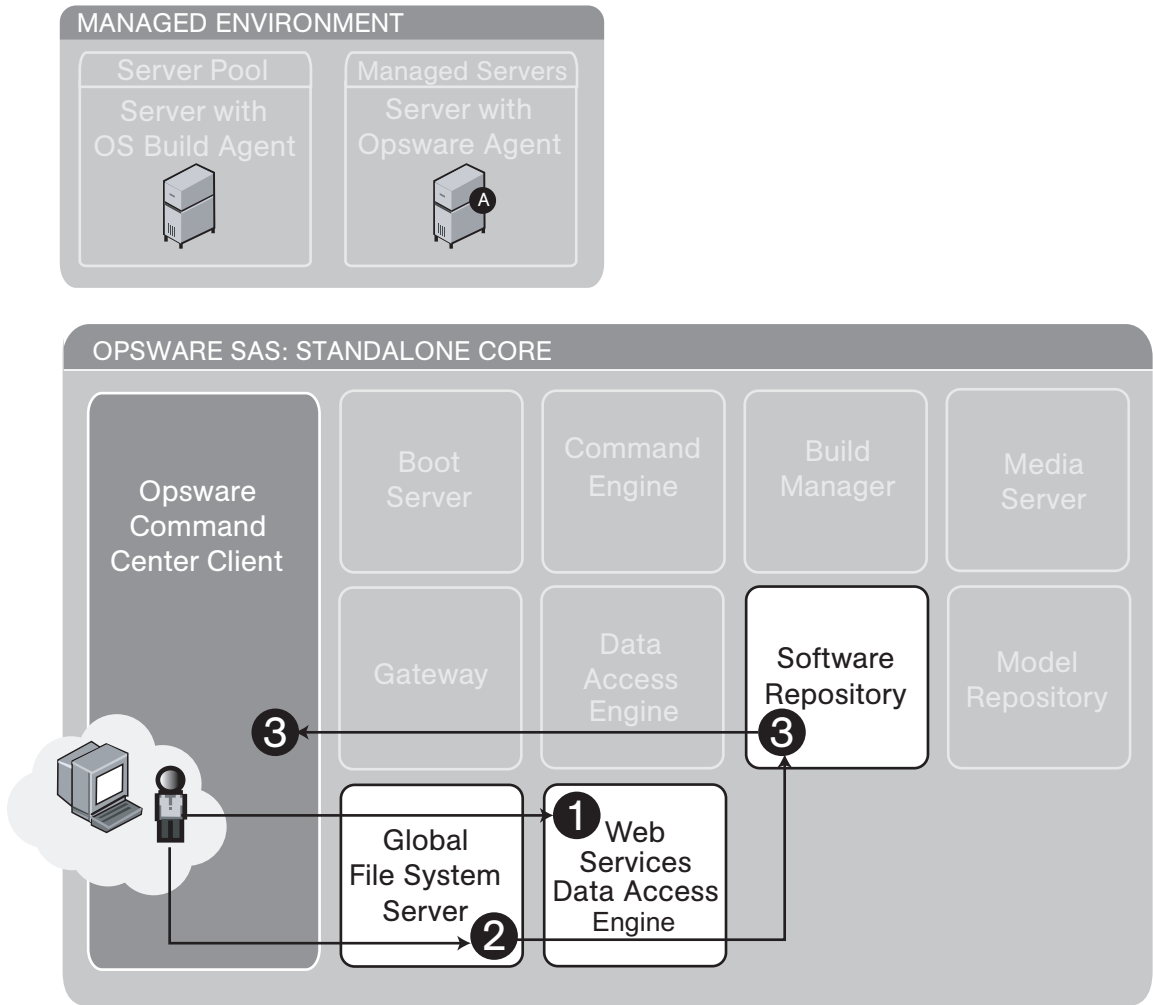 MANAGED ENVIRONMENT
Server Pool
Server with
OS Build Agent
Managed Servers
Server with
Opsware Agent
A
OPSWARE SAS: STANDALONE CORE
Opsware
Command
Center Client
Boot
Server
Command
Engine
Build
Manager
Media
Server
Gateway
Data
Access
Engine
Software
Repository
Model
Repository
3
3
Global
File System
Server
2
1
Web
Services
Data Access
Engine